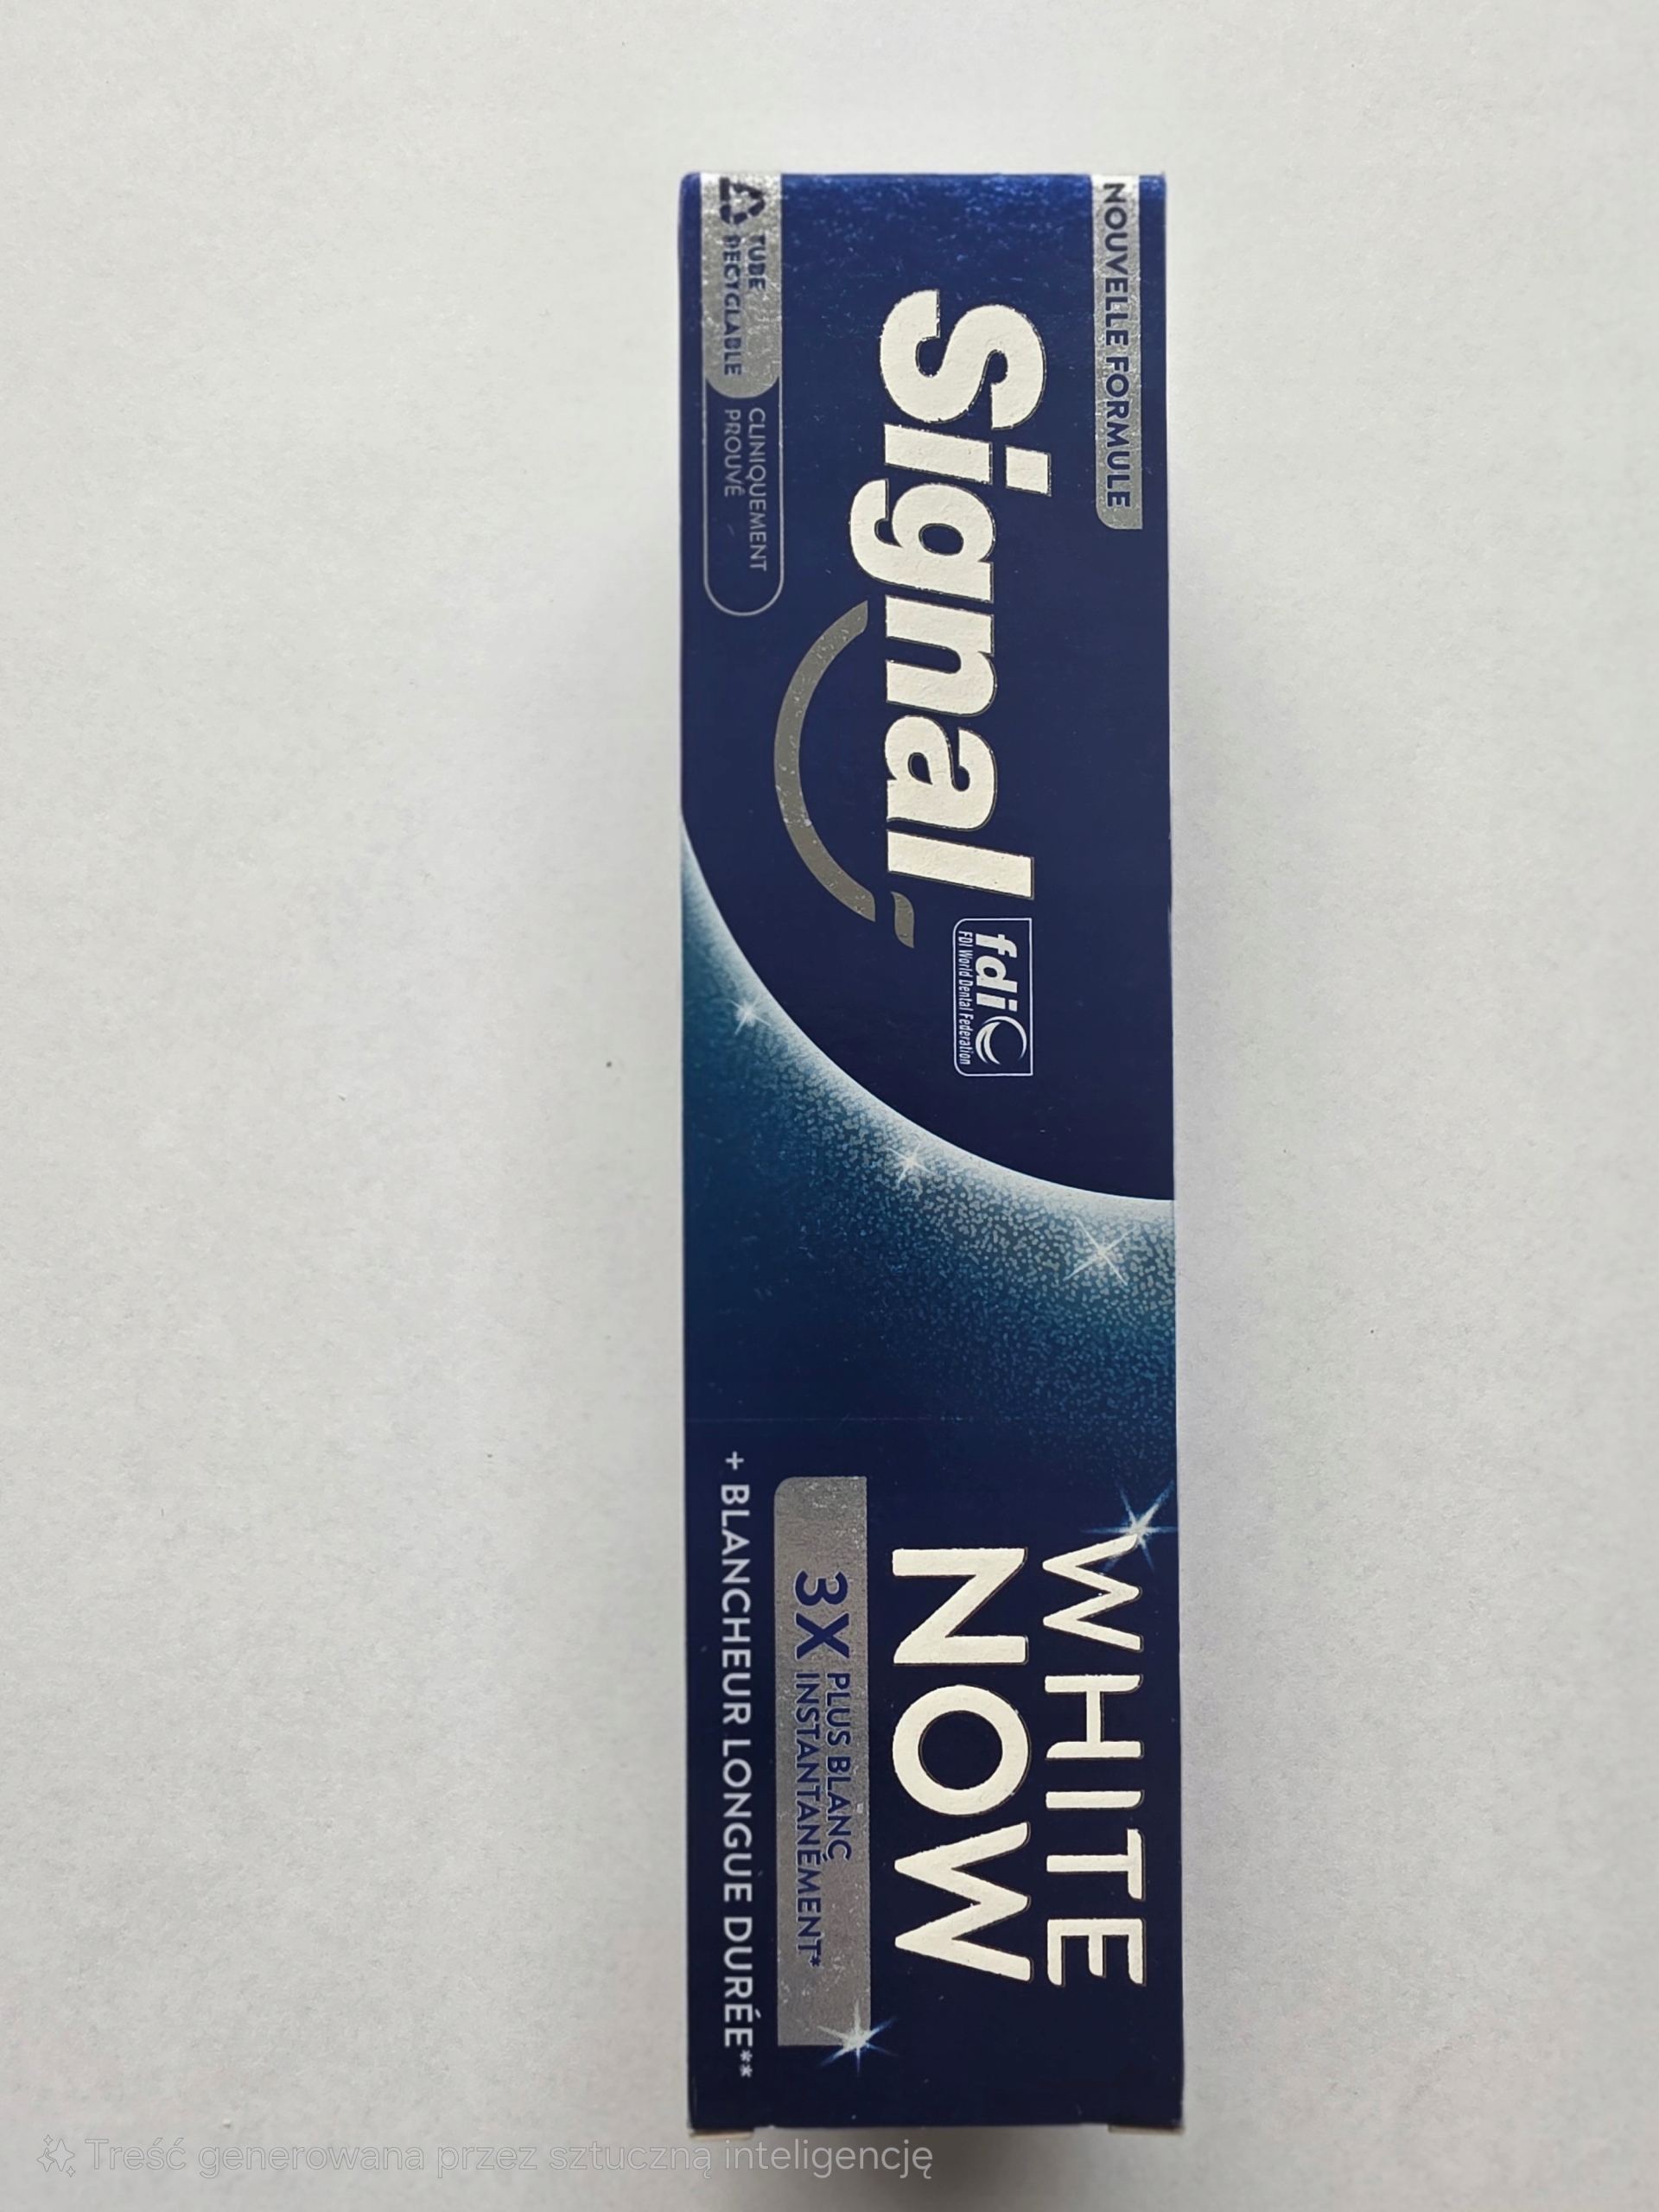 NOUVELLE FORMULE
Signal
fdi
FDI World Dental Federation
TUBE
RECYCLABLE
CLINIQUEMENT
PROUVÉ
WHITE
NOW
3X PLUS BLANC
INSTANTANÉMENT*
+ BLANCHEUR LONGUE DURÉE**
Treść generowana przez sztuczną inteligencję